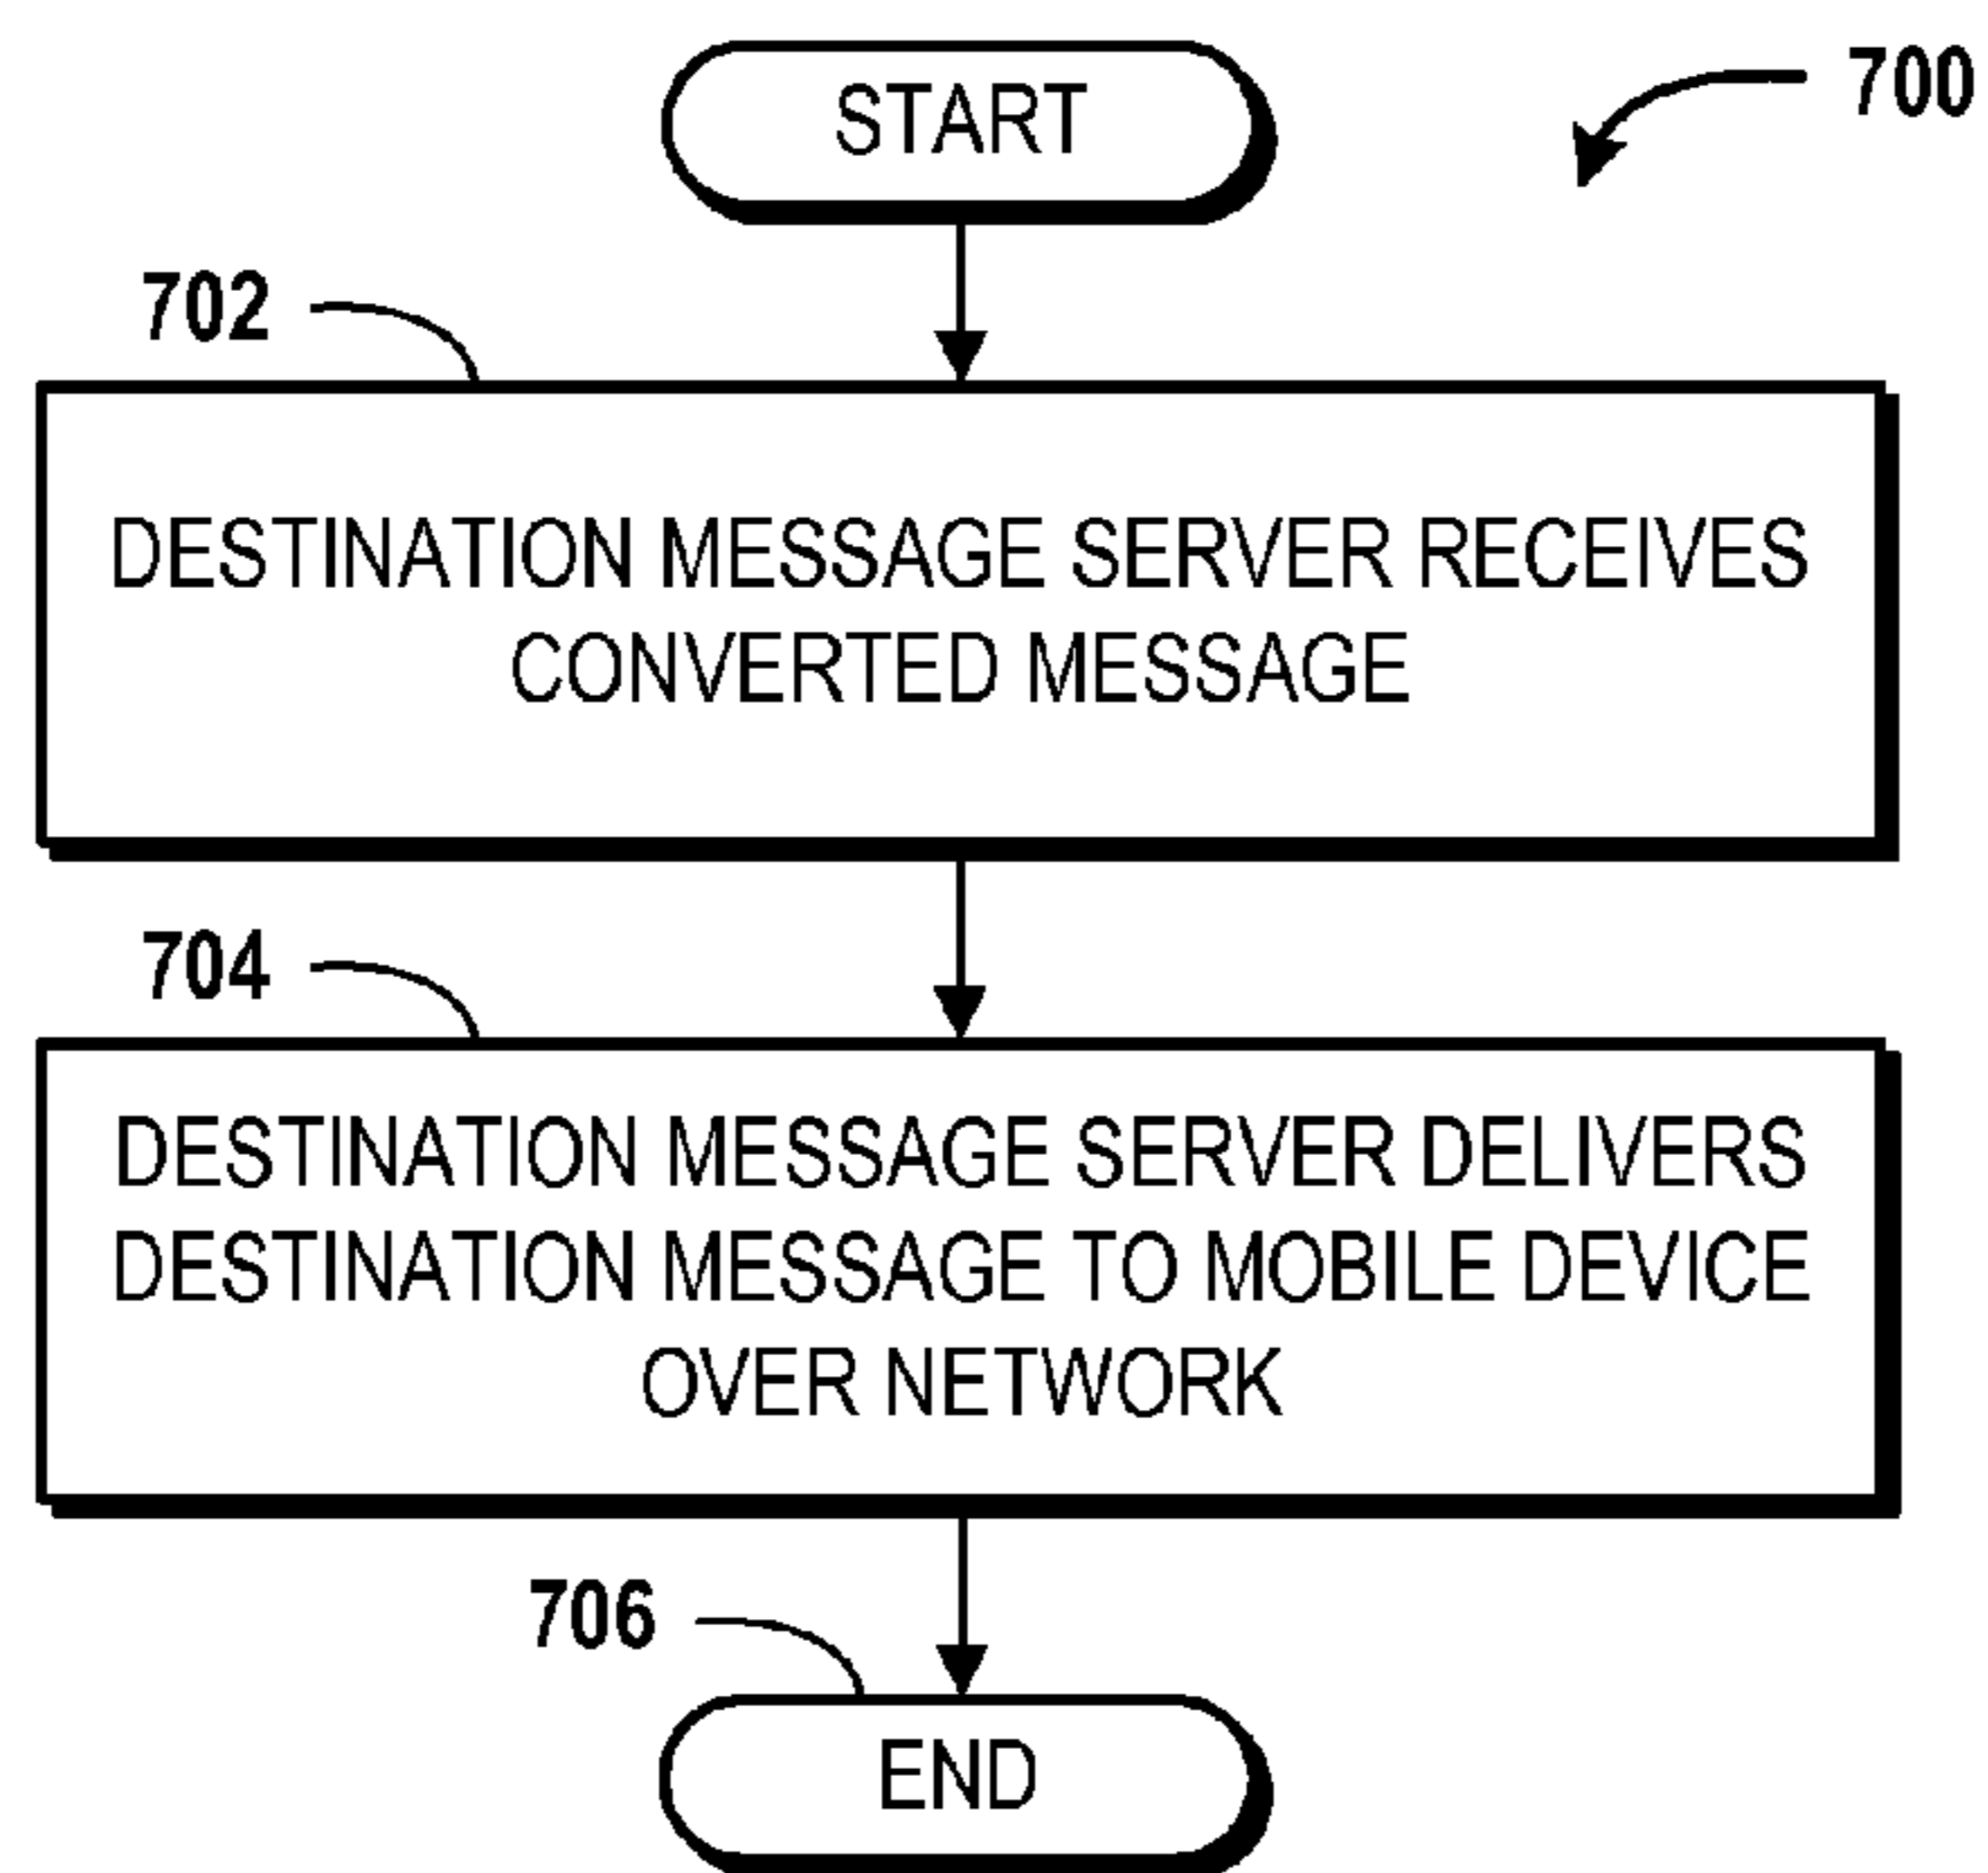 START
700
702
DESTINATION MESSAGE SERVER RECEIVES
CONVERTED MESSAGE
704
DESTINATION MESSAGE SERVER DELIVERS
DESTINATION MESSAGE TO MOBILE DEVICE
OVER NETWORK
706
END